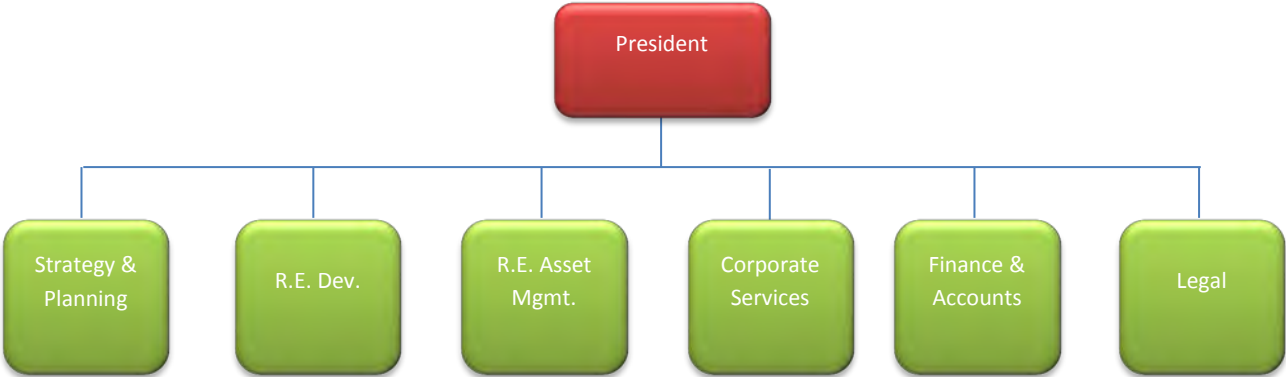 President
Strategy &
Planning
R.E. Dev.
R.E. Asset
Mgmt.
Corporate
Services
Finance &
Accounts
Legal